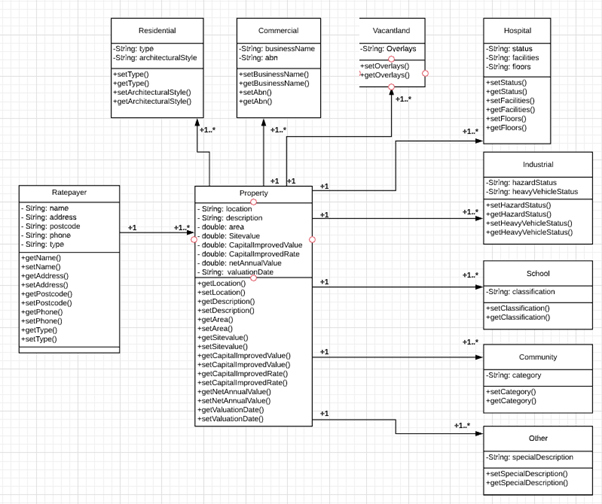 Residential
-String: type
-String: architecturalStyle
+setType()
+getType()
+setArchitecturalStyle()
+getArchitecturalStyle()
+1..*
Commercial
-String: businessName
-String: abn
+setBusinessName()
+getBusinessName()
+setAbn()
+getAbn()
+1..*
Vacantland
-String: Overlays
+setOverlays()
+getOverlays()
+1..*
Hospital
-String: status
-String: facilities
-String: floors
+setStatus()
+getStatus()
+setFacilities()
+getFacilities()
+setFloors()
+getFloors()
+1..*
Industrial
-String: hazardStatus
-String: heavyVehicleStatus
+setHazardStatus()
+getHazardStatus()
+setHeavyVehicleStatus()
+getHeavyVehicleStatus()
+1..*
Ratepayer
- String: name
- String: address
- String: postcode
- String: phone
- String: type
+getName()
+setName()
+getAddress()
+setAddress()
+getPostcode()
+setPostcode()
+getPhone()
+setPhone()
+getType()
+setType()
+1
+1..*
Property
- String: location
- String: description
- double: area
- double: Sitevalue
- double: CapitalImprovedValue
- double: CapitalImprovedRate
- double: netAnnualValue
- String: valuationDate
+getLocation()
+setLocation()
+getDescription()
+setDescription()
+getArea()
+setArea()
+getSitevalue()
+setSitevalue()
+getCapitalImprovedValue()
+setCapitalImprovedValue()
+getCapitalImprovedRate()
+setCapitalImprovedRate()
+getNetAnnualValue()
+setNetAnnualValue()
+getValuationDate()
+setValuationDate()
+1
+1
+1
+1
+1
+1
+1
School
-String: classification
+setClassification()
+getClassification()
+1..*
Community
-String: category
+setCategory()
+getCategory()
+1..*
Other
-String: specialDescription
+setSpecialDescription()
+getSpecialDescription()
+1..*